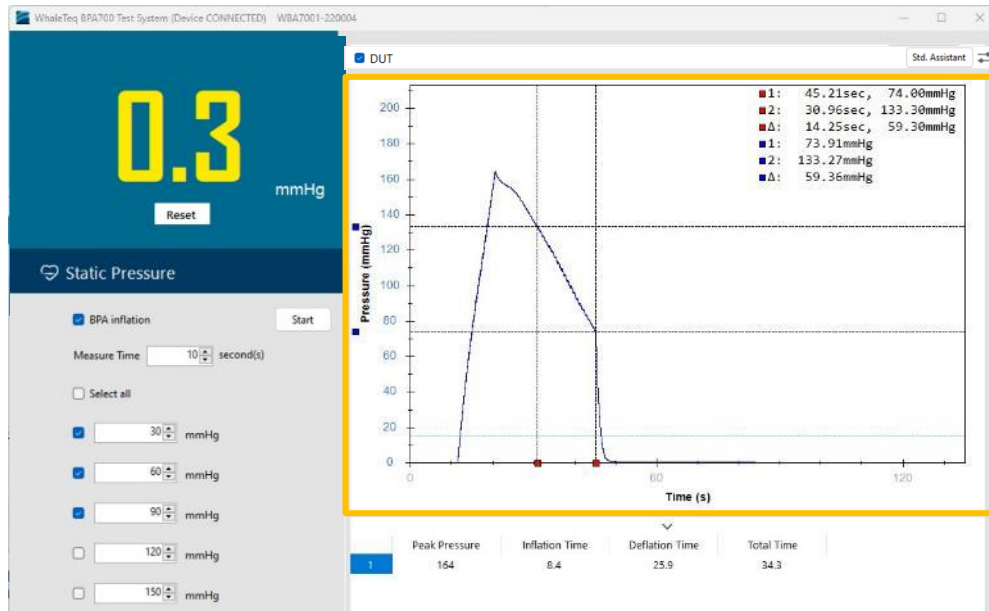 WhaleTeq BPA700 Test System (Device CONNECTED) WBA7001-220004
0.3
mmHg
Reset
Static Pressure
BPA inflation Start
Measure Time 10 second(s)
Select all
30 mmHg
60 mmHg
90 mmHg
120 mmHg
150 mmHg
DUT Std. Assistant
1: 45.21sec, 74.00mmHg
2: 30.96sec, 133.30mmHg
Δ: 14.25sec, 59.30mmHg
1: 73.91mmHg
2: 133.27mmHg
Δ: 59.36mmHg
Pressure (mmHg)
200
180
160
140
120
100
80
60
40
20
0
0 60 120
Time (s)
Peak Pressure Inflation Time Deflation Time Total Time
1 164 8.4 25.9 34.3